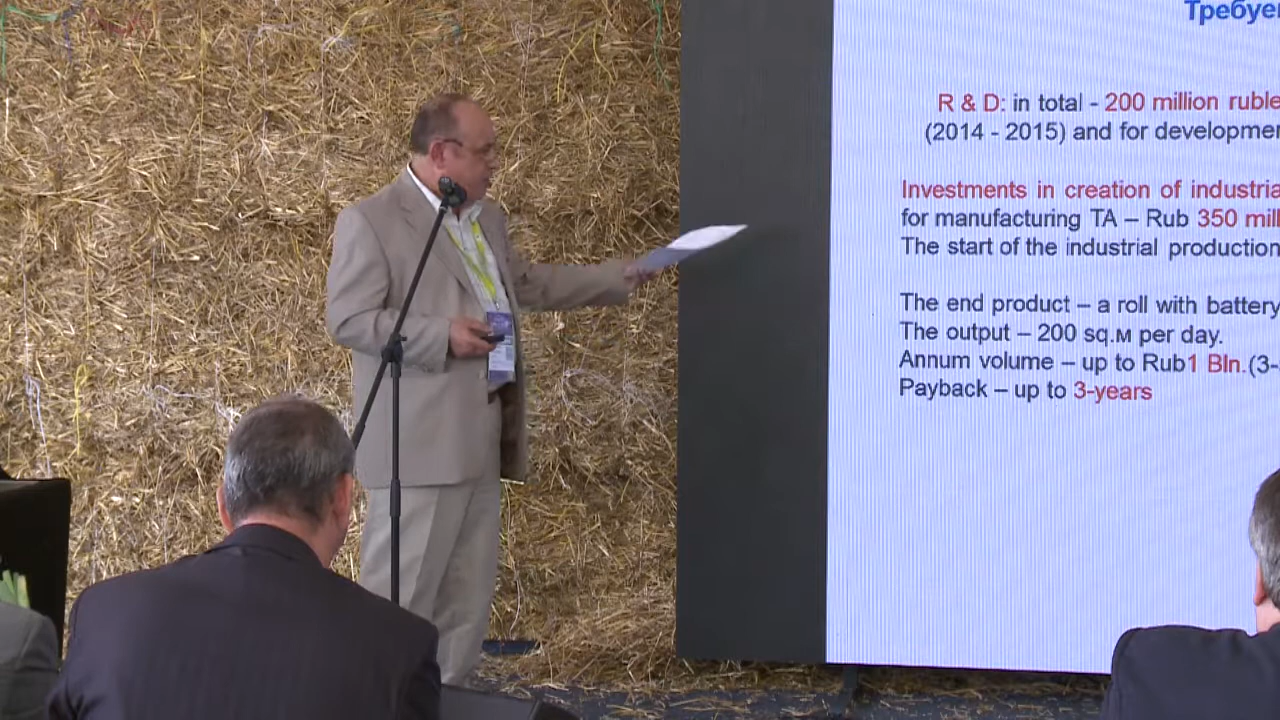 Требуе
R & D: in total - 200 million ruble
(2014 - 2015) and for developmer
Investments in creation of industria
for manufacturing TA – Rub 350 mill
The start of the industrial production
The end product – a roll with battery
The output – 200 sq.м per day.
Annum volume – up to Rub1 Bln.(3-
Payback – up to 3-years